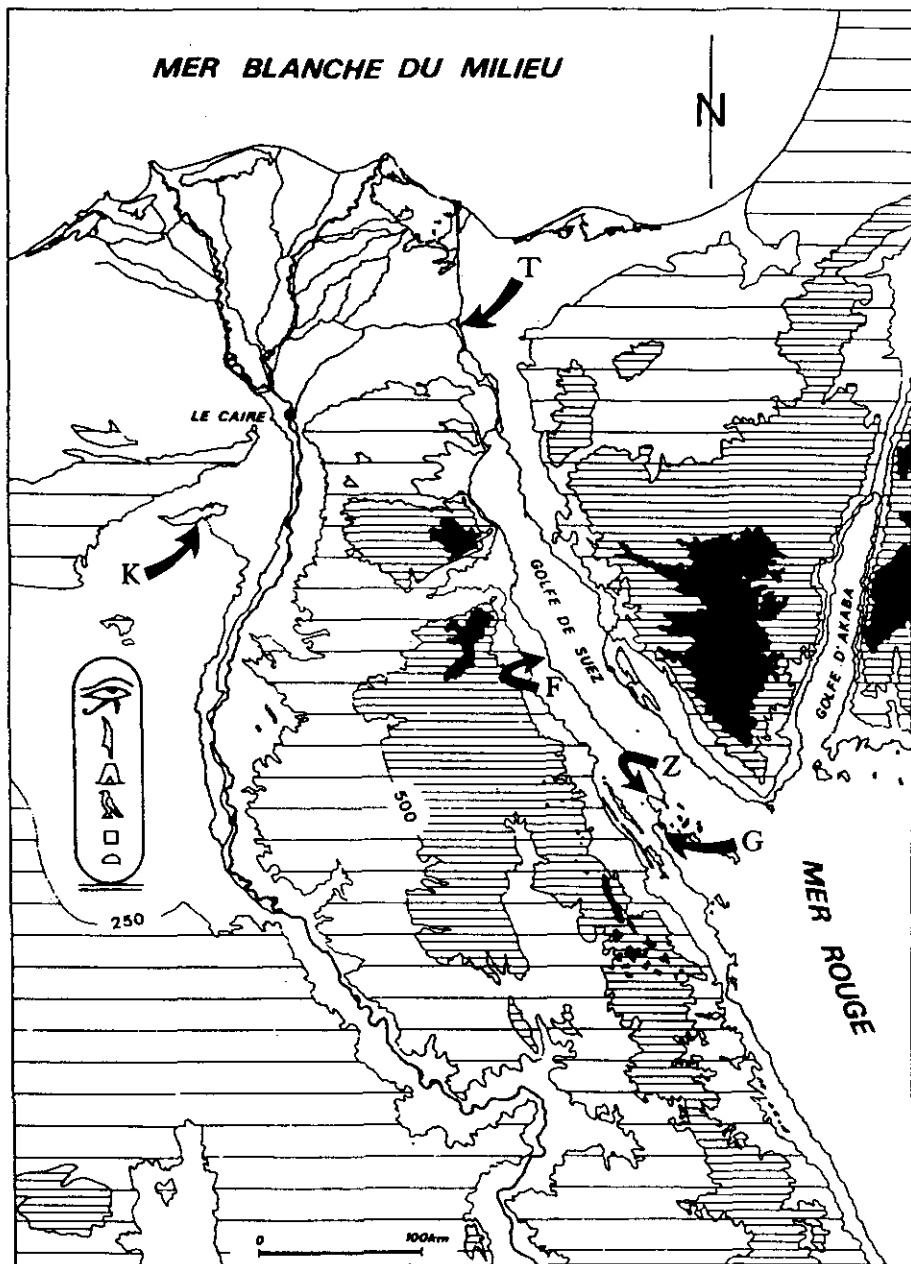 MER BLANCHE DU MILIEU
N
T
LE CAIRE
K
GOLFE DE SUEZ
GOLFE D'AKABA
E
Z
500
G
MER ROUGE
250
0 100km